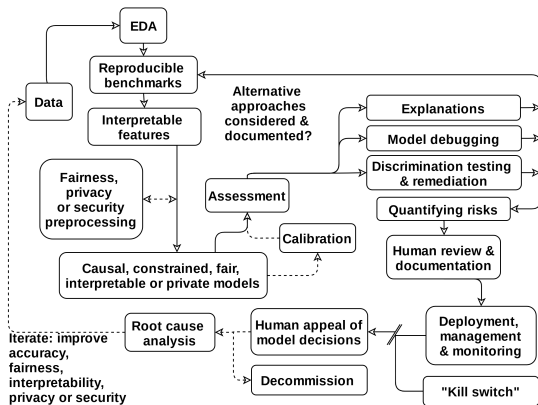 EDA
Reproducible
benchmarks
Data
Interpretable
features
Alternative
approaches
considered &
documented?
Explanations
Model debugging
Discrimination testing
& remediation
Fairness,
privacy
or security
preprocessing
Assessment
Quantifying risks
Calibration
Human review &
documentation
Causal, constrained, fair,
interpretable or private models
Root cause
analysis
Human appeal of
model decisions
Deployment,
management
& monitoring
Iterate: improve
accuracy,
fairness,
interpretability,
privacy or security
Decommission
"Kill switch"